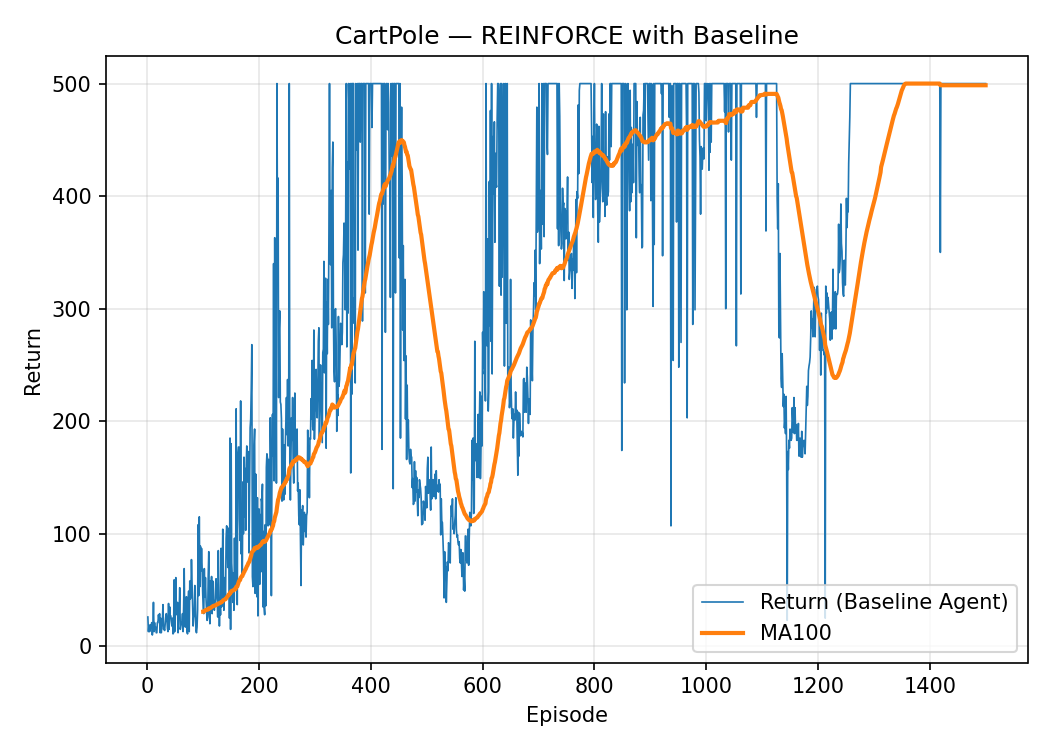 CartPole — REINFORCE with Baseline
Return
500
400
300
200
100
0
Return (Baseline Agent)
MA100
0 200 400 600 800 1000 1200 1400
Episode